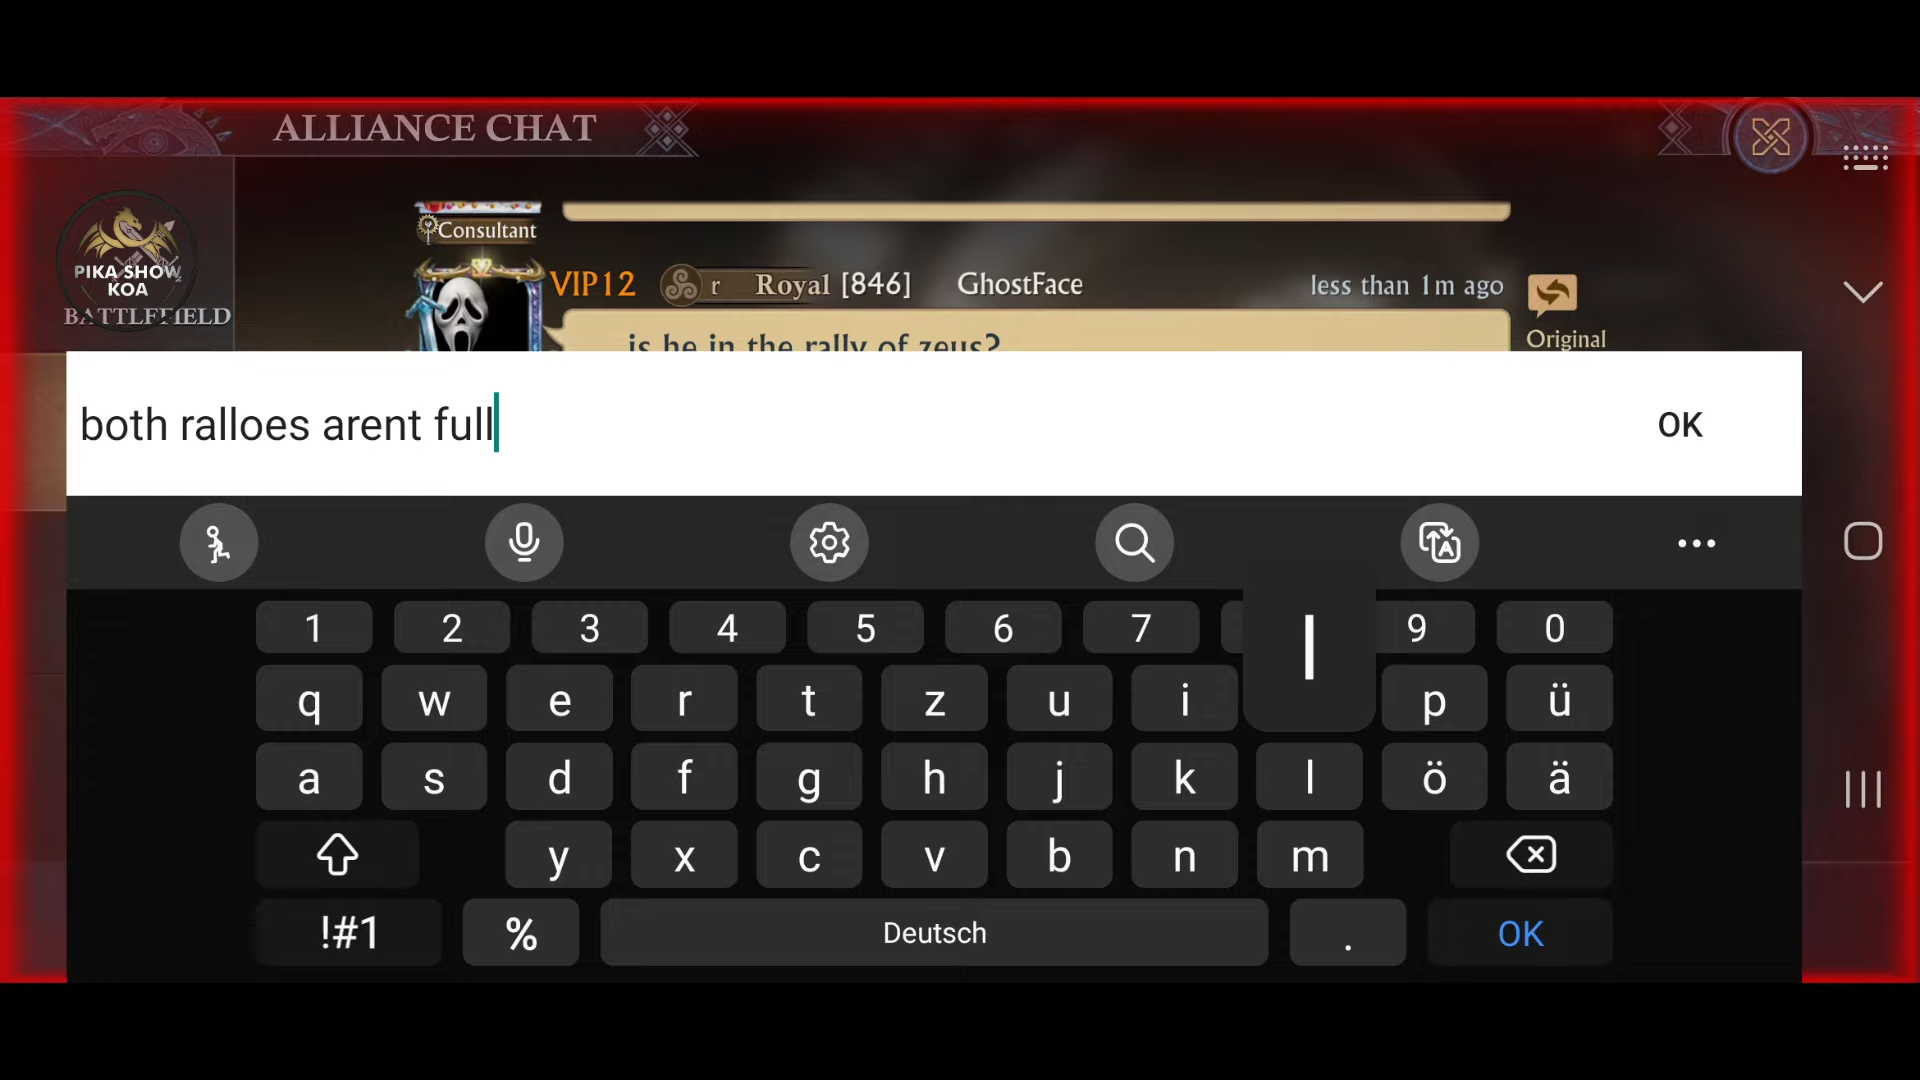 ALLIANCE CHAT
PIKA SHOW
KOA
BATTLEFIELD
Consultant
VIP12 r Royal [846] GhostFace less than 1m ago
is he in the rally of zeus?
Original
both ralloes arent full OK
1 2 3 4 5 6 7 9 0
l
q w e r t z u i p ü
a s d f g h j k l ö ä
y x c v b n m
!#1 % Deutsch . OK